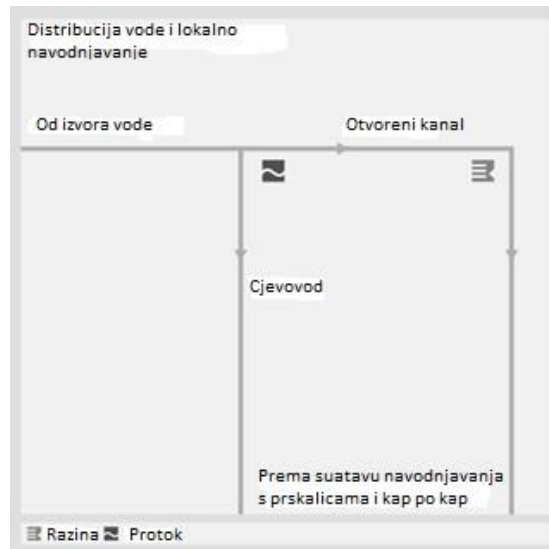 Distribucija vode i lokalno
navodnjavanje
Od izvora vode
Otvoreni kanal
Cjevovod
Prema suatavu navodnjavanja
s prskalicama i kap po kap
Razina Protok